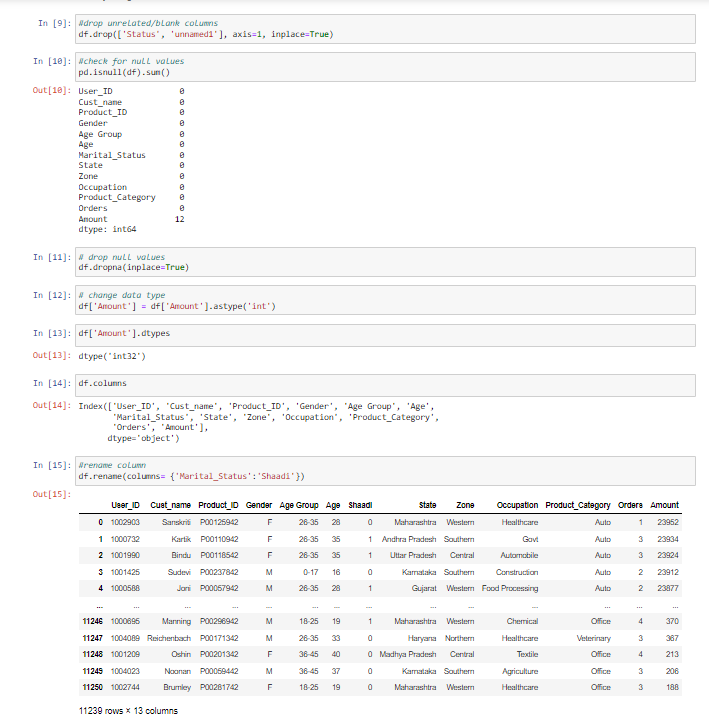 In [9]: #drop unrelated/blank columns
df.drop(['Status', 'unnamed1'], axis=1, inplace=True)
In [10]: #check for null values
pd.isnull(df).sum()
Out[10]: User_ID 0
Cust_name 0
Product_ID 0
Gender 0
Age Group 0
Age 0
Marital_Status 0
State 0
Zone 0
Occupation 0
Product_Category 0
Orders 0
Amount 12
dtype: int64
In [11]: # drop null values
df.dropna(inplace=True)
In [12]: # change data type
df['Amount'] = df['Amount'].astype('int')
In [13]: df['Amount'].dtypes
Out[13]: dtype('int32')
In [14]: df.columns
Out[14]: Index(['User_ID', 'Cust_name', 'Product_ID', 'Gender', 'Age Group', 'Age',
'Marital_Status', 'State', 'Zone', 'Occupation', 'Product_Category',
'Orders', 'Amount'],
dtype='object')
In [15]: #rename column
df.rename(columns= {'Marital_Status':'Shaadi'})
Out[15]:
User_ID Cust_name Product_ID Gender Age Group Age Shaadi State Zone Occupation Product_Category Orders Amount
0 1002903 Sanskriti P00125942 F 26-35 28 0 Maharashtra Western Healthcare Auto 1 23952
1 1000732 Kartik P00110942 F 26-35 35 1 Andhra Pradesh Southern Govt Auto 3 23934
2 1001990 Bindu P00118542 F 26-35 35 1 Uttar Pradesh Central Automobile Auto 3 23924
3 1001425 Sudevi P00237842 M 0-17 16 0 Karnataka Southern Construction Auto 2 23912
4 1000588 Joni P00057942 M 26-35 28 1 Gujarat Western Food Processing Auto 2 23877
... ... ... ... ... ... ... ... ... ... ... ... ... ...
11246 1000695 Manning P00296942 M 18-25 19 1 Maharashtra Western Chemical Office 4 370
11247 1004089 Reichenbach P00171342 M 26-35 33 0 Haryana Northern Healthcare Veterinary 3 367
11248 1001209 Oshin P00201342 F 36-45 40 0 Madhya Pradesh Central Textile Office 4 213
11249 1004023 Noonan P00059442 M 36-45 37 0 Karnataka Southern Agriculture Office 3 206
11250 1002744 Brumley P00281742 F 18-25 19 0 Maharashtra Western Healthcare Office 3 188
11239 rows × 13 columns